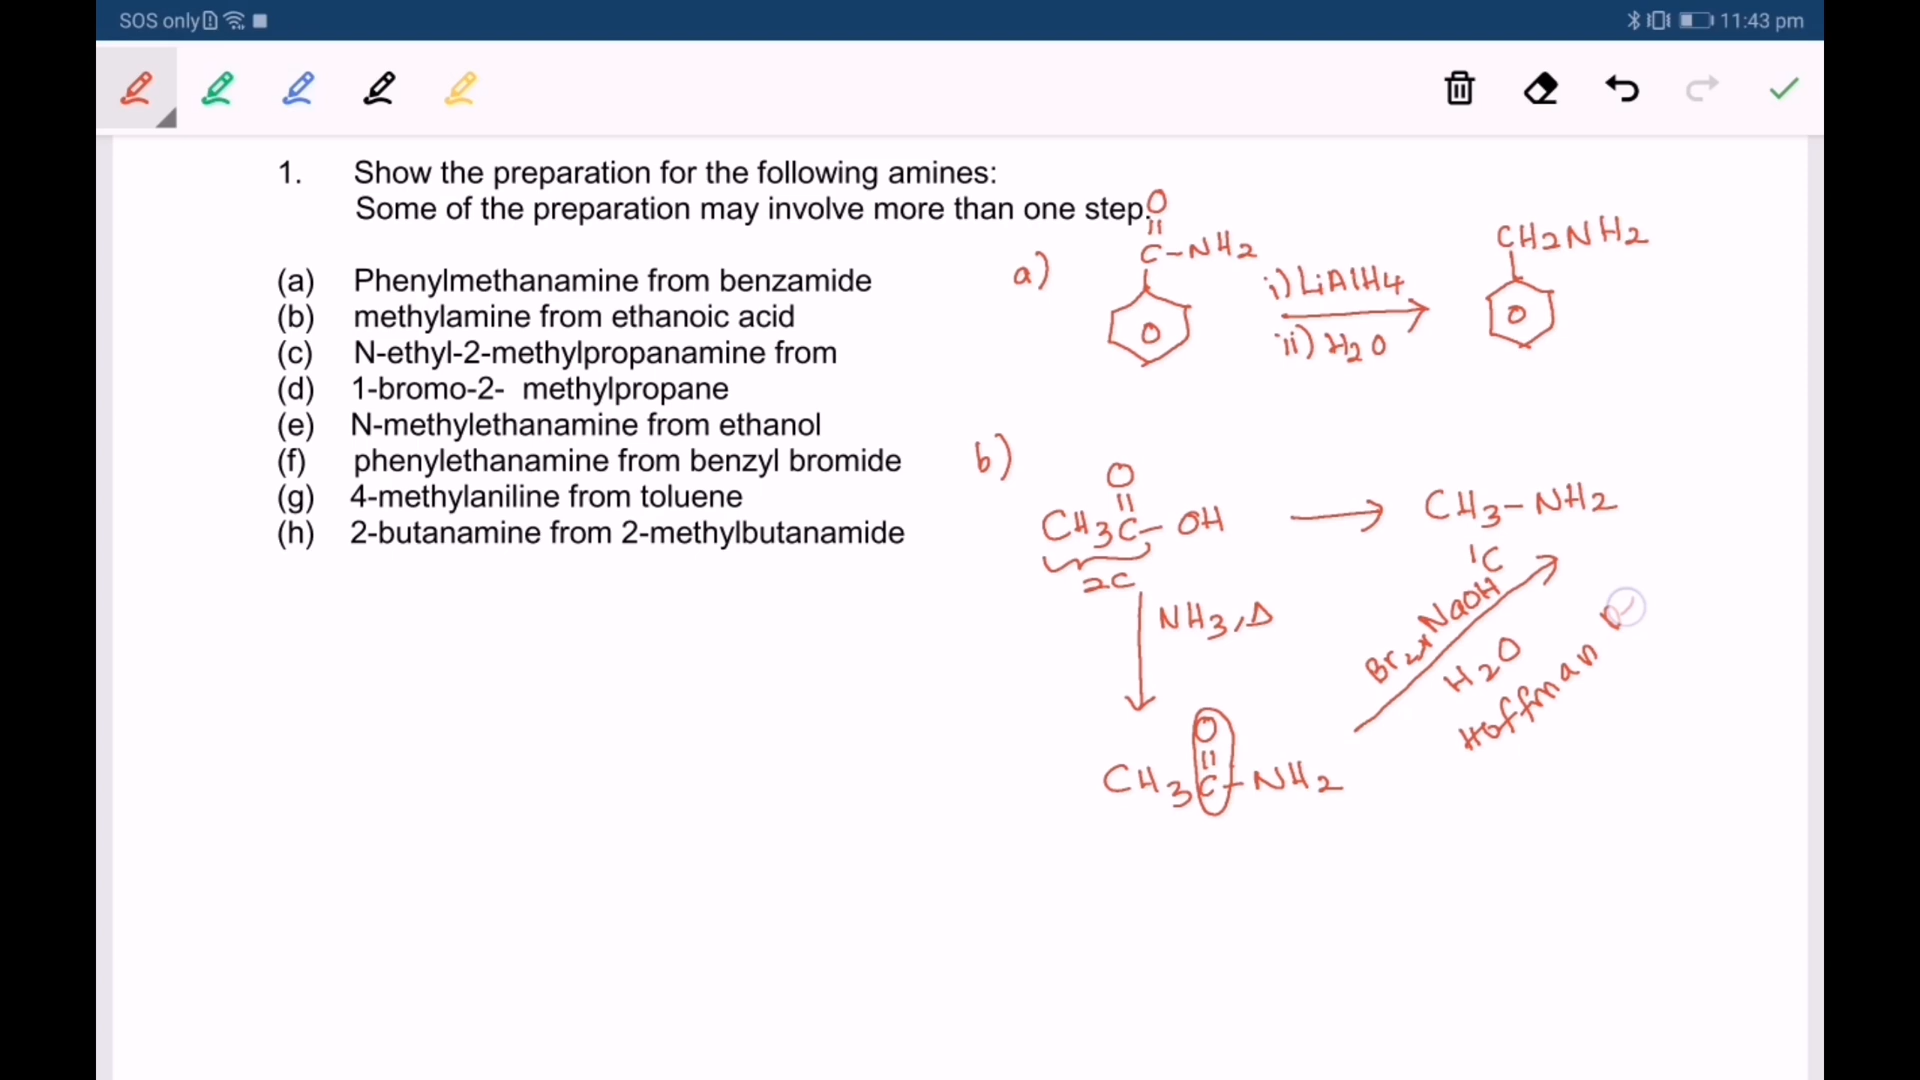 SOS only
11:43 pm
1. Show the preparation for the following amines:
Some of the preparation may involve more than one step.
(a) Phenylmethanamine from benzamide
(b) methylamine from ethanoic acid
(c) N-ethyl-2-methylpropanamine from
(d) 1-bromo-2- methylpropane
(e) N-methylethanamine from ethanol
(f) phenylethanamine from benzyl bromide
(g) 4-methylaniline from toluene
(h) 2-butanamine from 2-methylbutanamide
a)
O
C-NH2
i) LiAlH4
ii) H2O
CH2NH2
b)
O
CH3C-OH
CH3-NH2
2C
1C
NH3, Δ
Br2, NaOH
H2O
Hoffman
O
CH3C-NH2